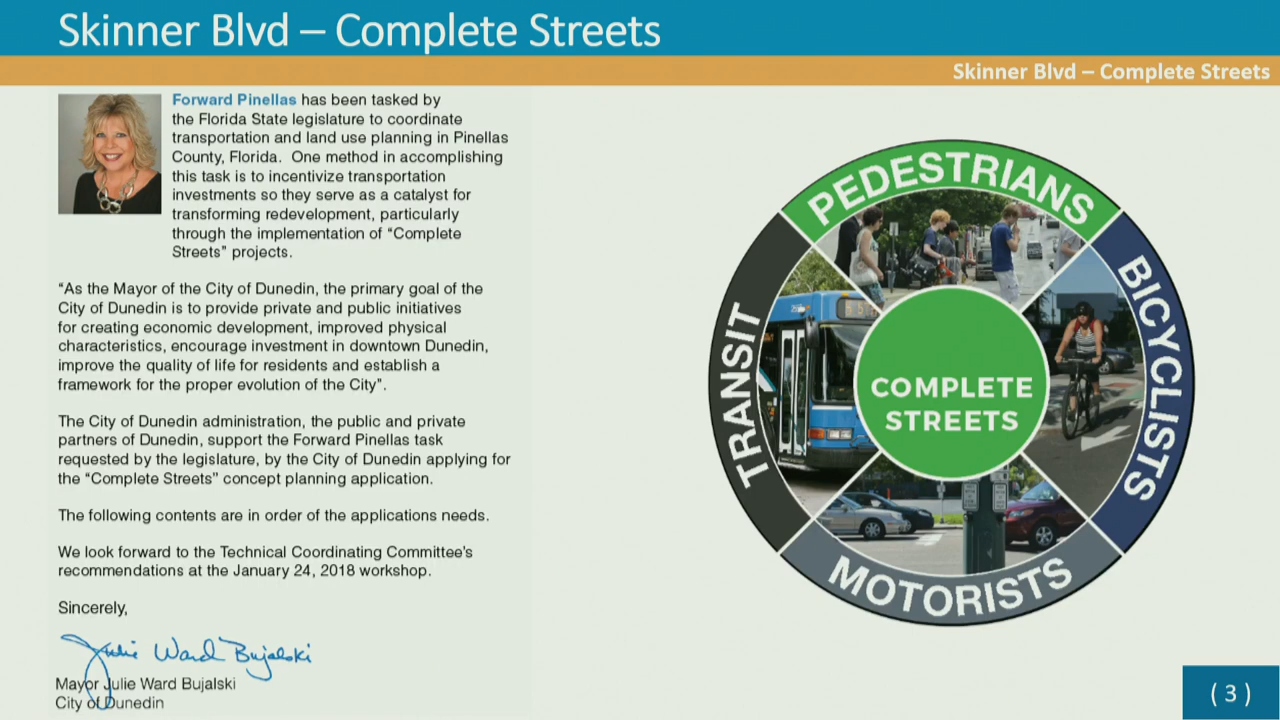 Skinner Blvd – Complete Streets
Skinner Blvd – Complete Streets
Forward Pinellas has been tasked by
the Florida State legislature to coordinate
transportation and land use planning in Pinellas
County, Florida. One method in accomplishing
this task is to incentivize transportation
investments so they serve as a catalyst for
transforming redevelopment, particularly
through the implementation of “Complete
Streets” projects.
“As the Mayor of the City of Dunedin, the primary goal of the
City of Dunedin is to provide private and public initiatives
for creating economic development, improved physical
characteristics, encourage investment in downtown Dunedin,
improve the quality of life for residents and establish a
framework for the proper evolution of the City”.
The City of Dunedin administration, the public and private
partners of Dunedin, support the Forward Pinellas task
requested by the legislature, by the City of Dunedin applying for
the “Complete Streets” concept planning application.
The following contents are in order of the applications needs.
We look forward to the Technical Coordinating Committee’s
recommendations at the January 24, 2018 workshop.
Sincerely,
Julie Ward Bujalski
Mayor Julie Ward Bujalski
City of Dunedin
PEDESTRIANS
BICYCLISTS
MOTORISTS
TRANSIT
COMPLETE
STREETS
( 3 )